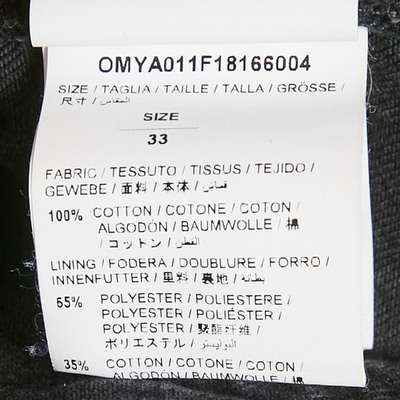 OMYA011F18166004
SIZE / TAGLIA / TAILLE / TALLA / GRÖSSE /
尺寸 / المقاس /
SIZE
33
FABRIC / TESSUTO / TISSUS / TEJIDO /
GEWEBE / 面料 / 本体 / قماش /
100% COTTON / COTONE / COTON /
ALGODÓN / BAUMWOLLE / 棉
/ コットン / القطن /
LINING / FODERA / DOUBLURE / FORRO /
INNENFUTTER / 里料 / 裏地 / بطانة /
65% POLYESTER / POLIESTERE /
POLYESTER / POLIÉSTER /
POLYESTER / 聚酯纤维 /
ポリエステル / البوليستر /
35% COTTON / COTONE / COTON /
ALGODÓN / BAUMWOLLE / 棉